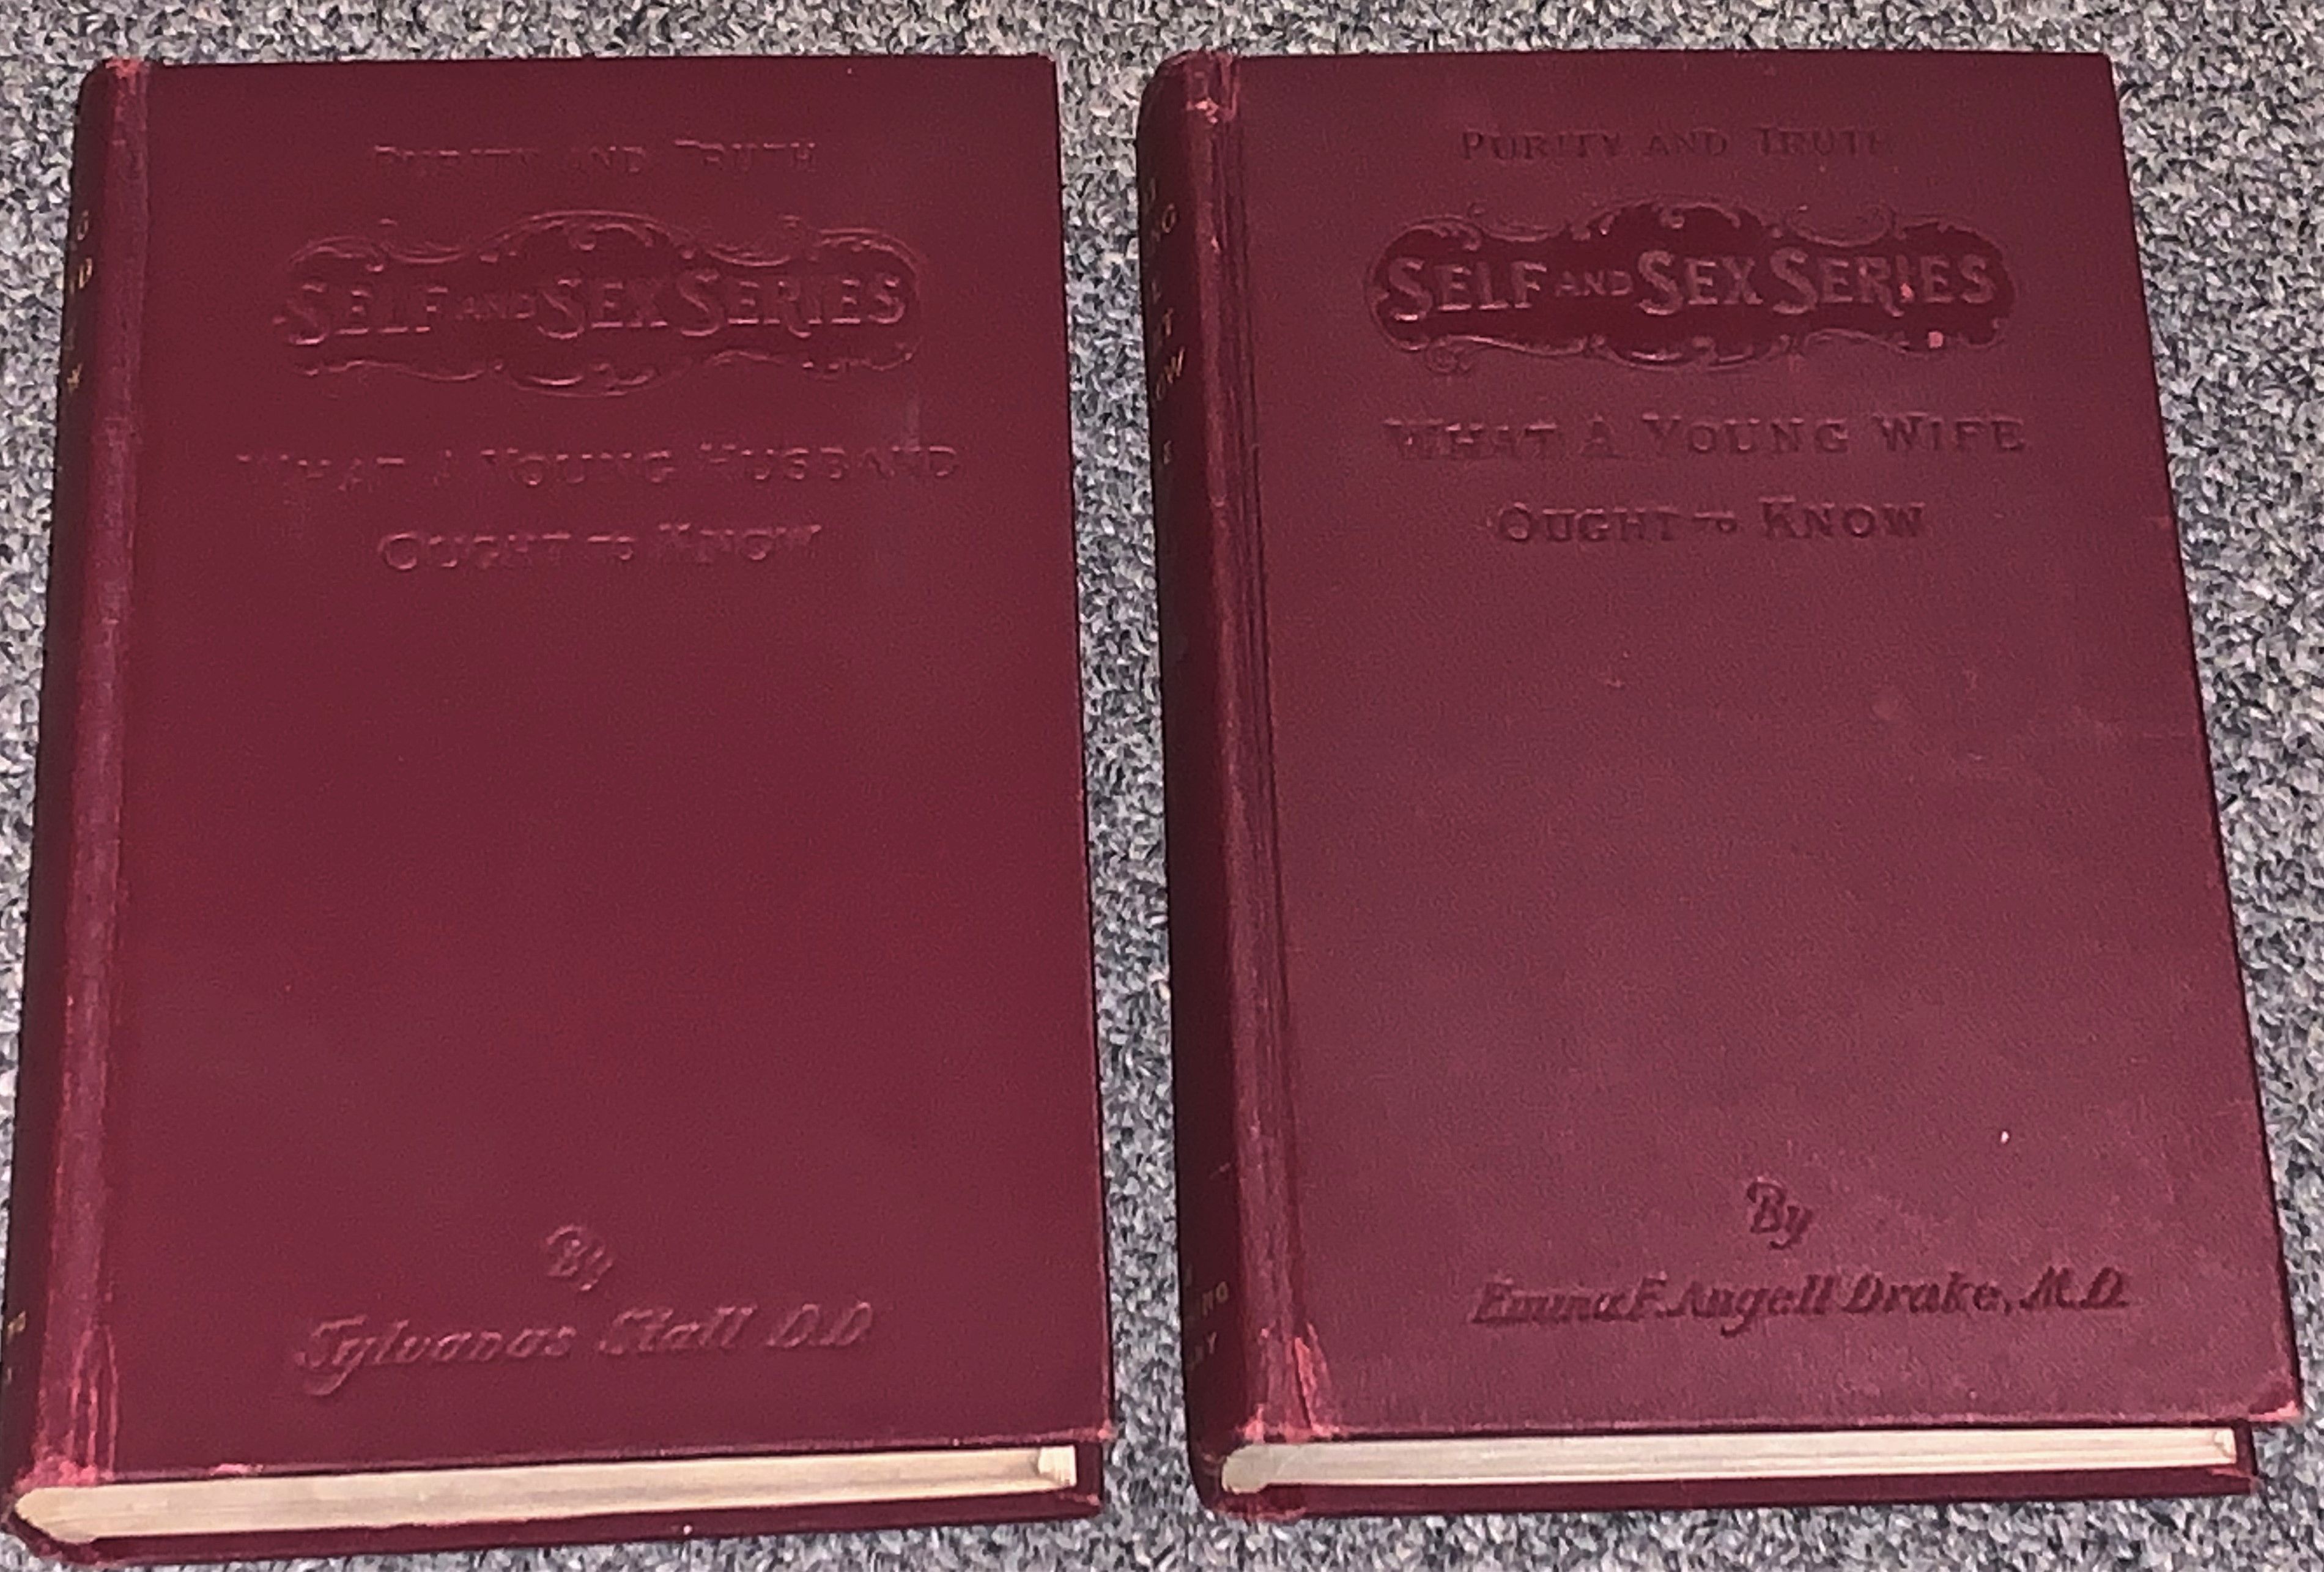 PURITY AND TRUTH
SELF AND SEX SERIES
WHAT A YOUNG HUSBAND
OUGHT TO KNOW
By
Sylvanus Stall D.D
PURITY AND TRUTH
SELF AND SEX SERIES
WHAT A YOUNG WIFE
OUGHT TO KNOW
By
Emma F. Angell Drake, M.D.